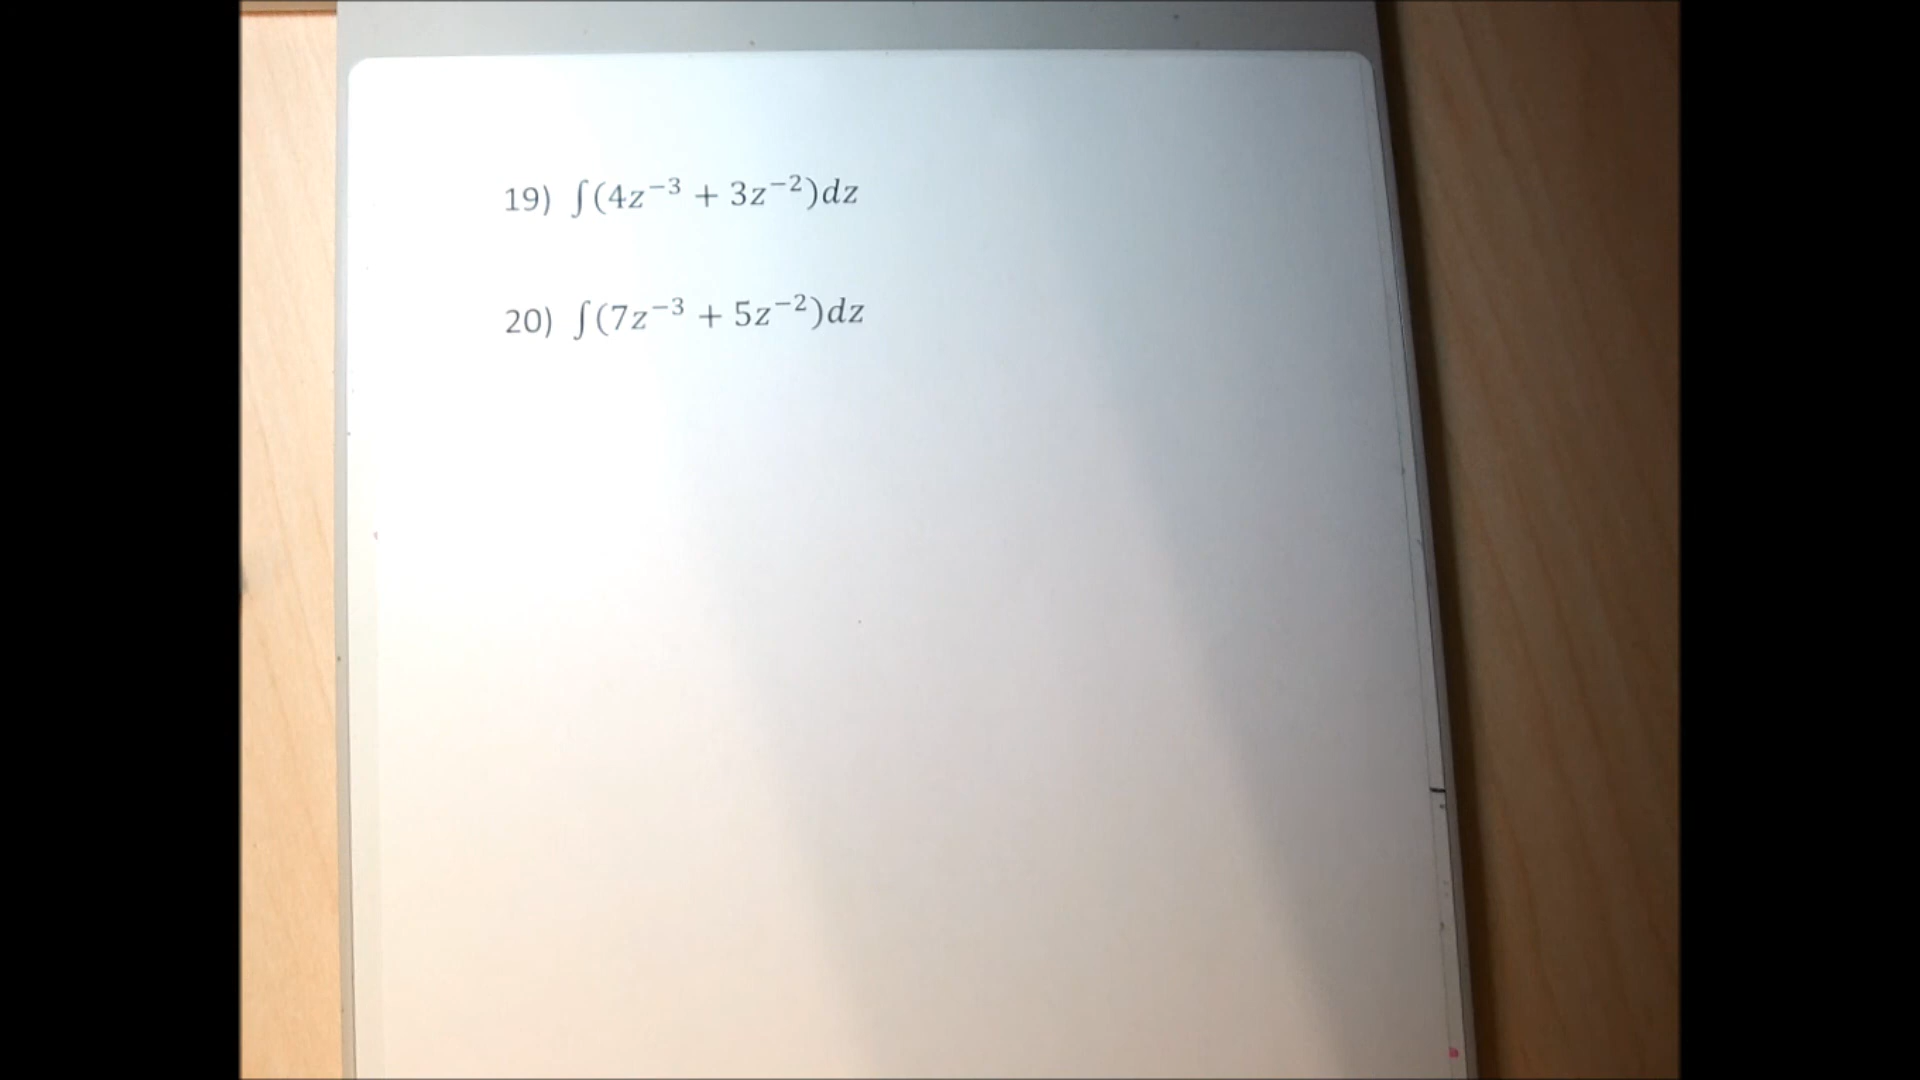 19) ∫(4z⁻³ + 3z⁻²)dz
20) ∫(7z⁻³ + 5z⁻²)dz